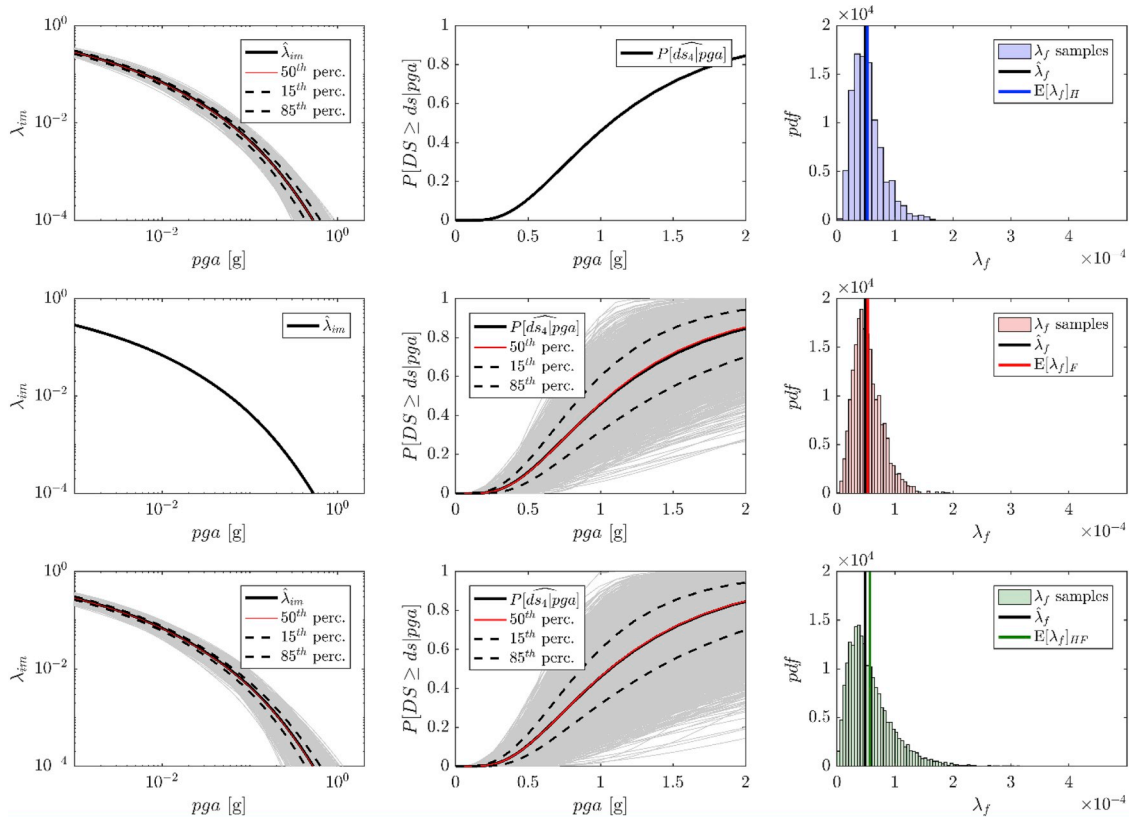 10^0
10^-2
10^-4
λ_im
λ̂_im
50^th perc.
15^th perc.
85^th perc.
10^-2
10^0
pga [g]
1
0.8
0.6
0.4
0.2
0
P[DS ≥ ds|pga]
P[d̂s_4|pga]
0
0.5
1
1.5
2
pga [g]
×10^4
2
1.5
1
0.5
0
pdf
λ_f samples
λ̂_f
E[λ_f]_H
0
1
2
3
4
5
×10^-4
λ_f
10^0
10^-2
10^-4
λ_im
λ̂_im
10^-2
10^0
pga [g]
1
0.8
0.6
0.4
0.2
0
P[DS ≥ ds|pga]
P[d̂s_4|pga]
50^th perc.
15^th perc.
85^th perc.
0
0.5
1
1.5
2
pga [g]
×10^4
2
1.5
1
0.5
0
pdf
λ_f samples
λ̂_f
E[λ_f]_F
0
1
2
3
4
5
×10^-4
λ_f
10^0
10^-2
10^-4
λ_im
λ̂_im
50^th perc.
15^th perc.
85^th perc.
10^-2
10^0
pga [g]
1
0.8
0.6
0.4
0.2
0
P[DS ≥ ds|pga]
P[d̂s_4|pga]
50^th perc.
15^th perc.
85^th perc.
0
0.5
1
1.5
2
pga [g]
×10^4
2
1.5
1
0.5
0
pdf
λ_f samples
λ̂_f
E[λ_f]_HF
0
1
2
3
4
5
×10^-4
λ_f